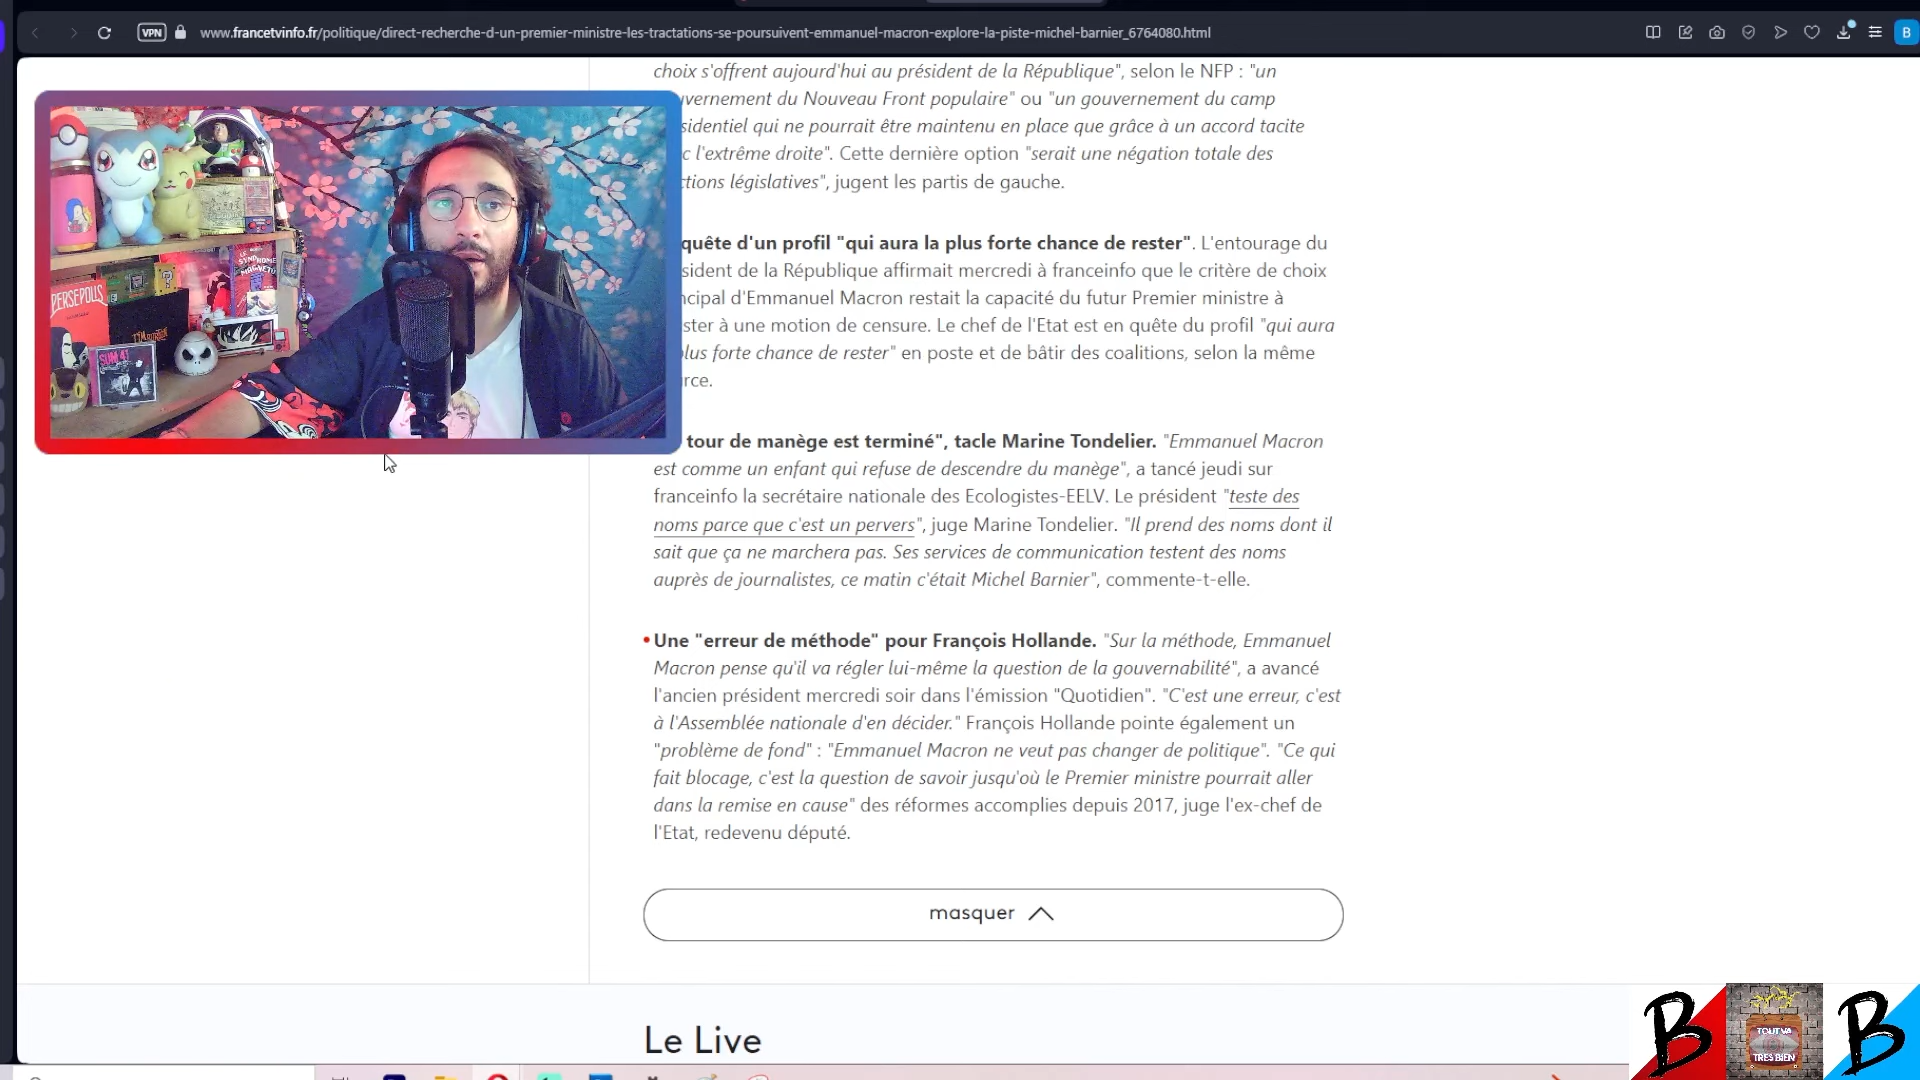 VPN
www.francetvinfo.fr/politique/direct-recherche-d-un-premier-ministre-les-tractations-se-poursuivent-emmanuel-macron-explore-la-piste-michel-barnier_6764080.html
B
choix s'offrent aujourd'hui au président de la République", selon le NFP : "un
uvernement du Nouveau Front populaire" ou "un gouvernement du camp
sidentiel qui ne pourrait être maintenu en place que grâce à un accord tacite
c l'extrême droite". Cette dernière option "serait une négation totale des
ctions législatives", jugent les partis de gauche.
quête d'un profil "qui aura la plus forte chance de rester". L'entourage du
sident de la République affirmait mercredi à franceinfo que le critère de choix
ncipal d'Emmanuel Macron restait la capacité du futur Premier ministre à
ster à une motion de censure. Le chef de l'Etat est en quête du profil "qui aura
plus forte chance de rester" en poste et de bâtir des coalitions, selon la même
rce.
tour de manège est terminé", tacle Marine Tondelier. "Emmanuel Macron
est comme un enfant qui refuse de descendre du manège", a tancé jeudi sur
franceinfo la secrétaire nationale des Ecologistes-EELV. Le président "teste des
noms parce que c'est un pervers", juge Marine Tondelier. "Il prend des noms dont il
sait que ça ne marchera pas. Ses services de communication testent des noms
auprès de journalistes, ce matin c'était Michel Barnier", commente-t-elle.
• Une "erreur de méthode" pour François Hollande. "Sur la méthode, Emmanuel
Macron pense qu'il va régler lui-même la question de la gouvernabilité", a avancé
l'ancien président mercredi soir dans l'émission "Quotidien". "C'est une erreur, c'est
à l'Assemblée nationale d'en décider." François Hollande pointe également un
"problème de fond" : "Emmanuel Macron ne veut pas changer de politique". "Ce qui
fait blocage, c'est la question de savoir jusqu'où le Premier ministre pourrait aller
dans la remise en cause" des réformes accomplies depuis 2017, juge l'ex-chef de
l'Etat, redevenu député.
masquer
Le Live
PERSEPOLIS
LE SYNDROME
MAGNETO
SUM 41
B
TOUT VA
TRES BIEN
B